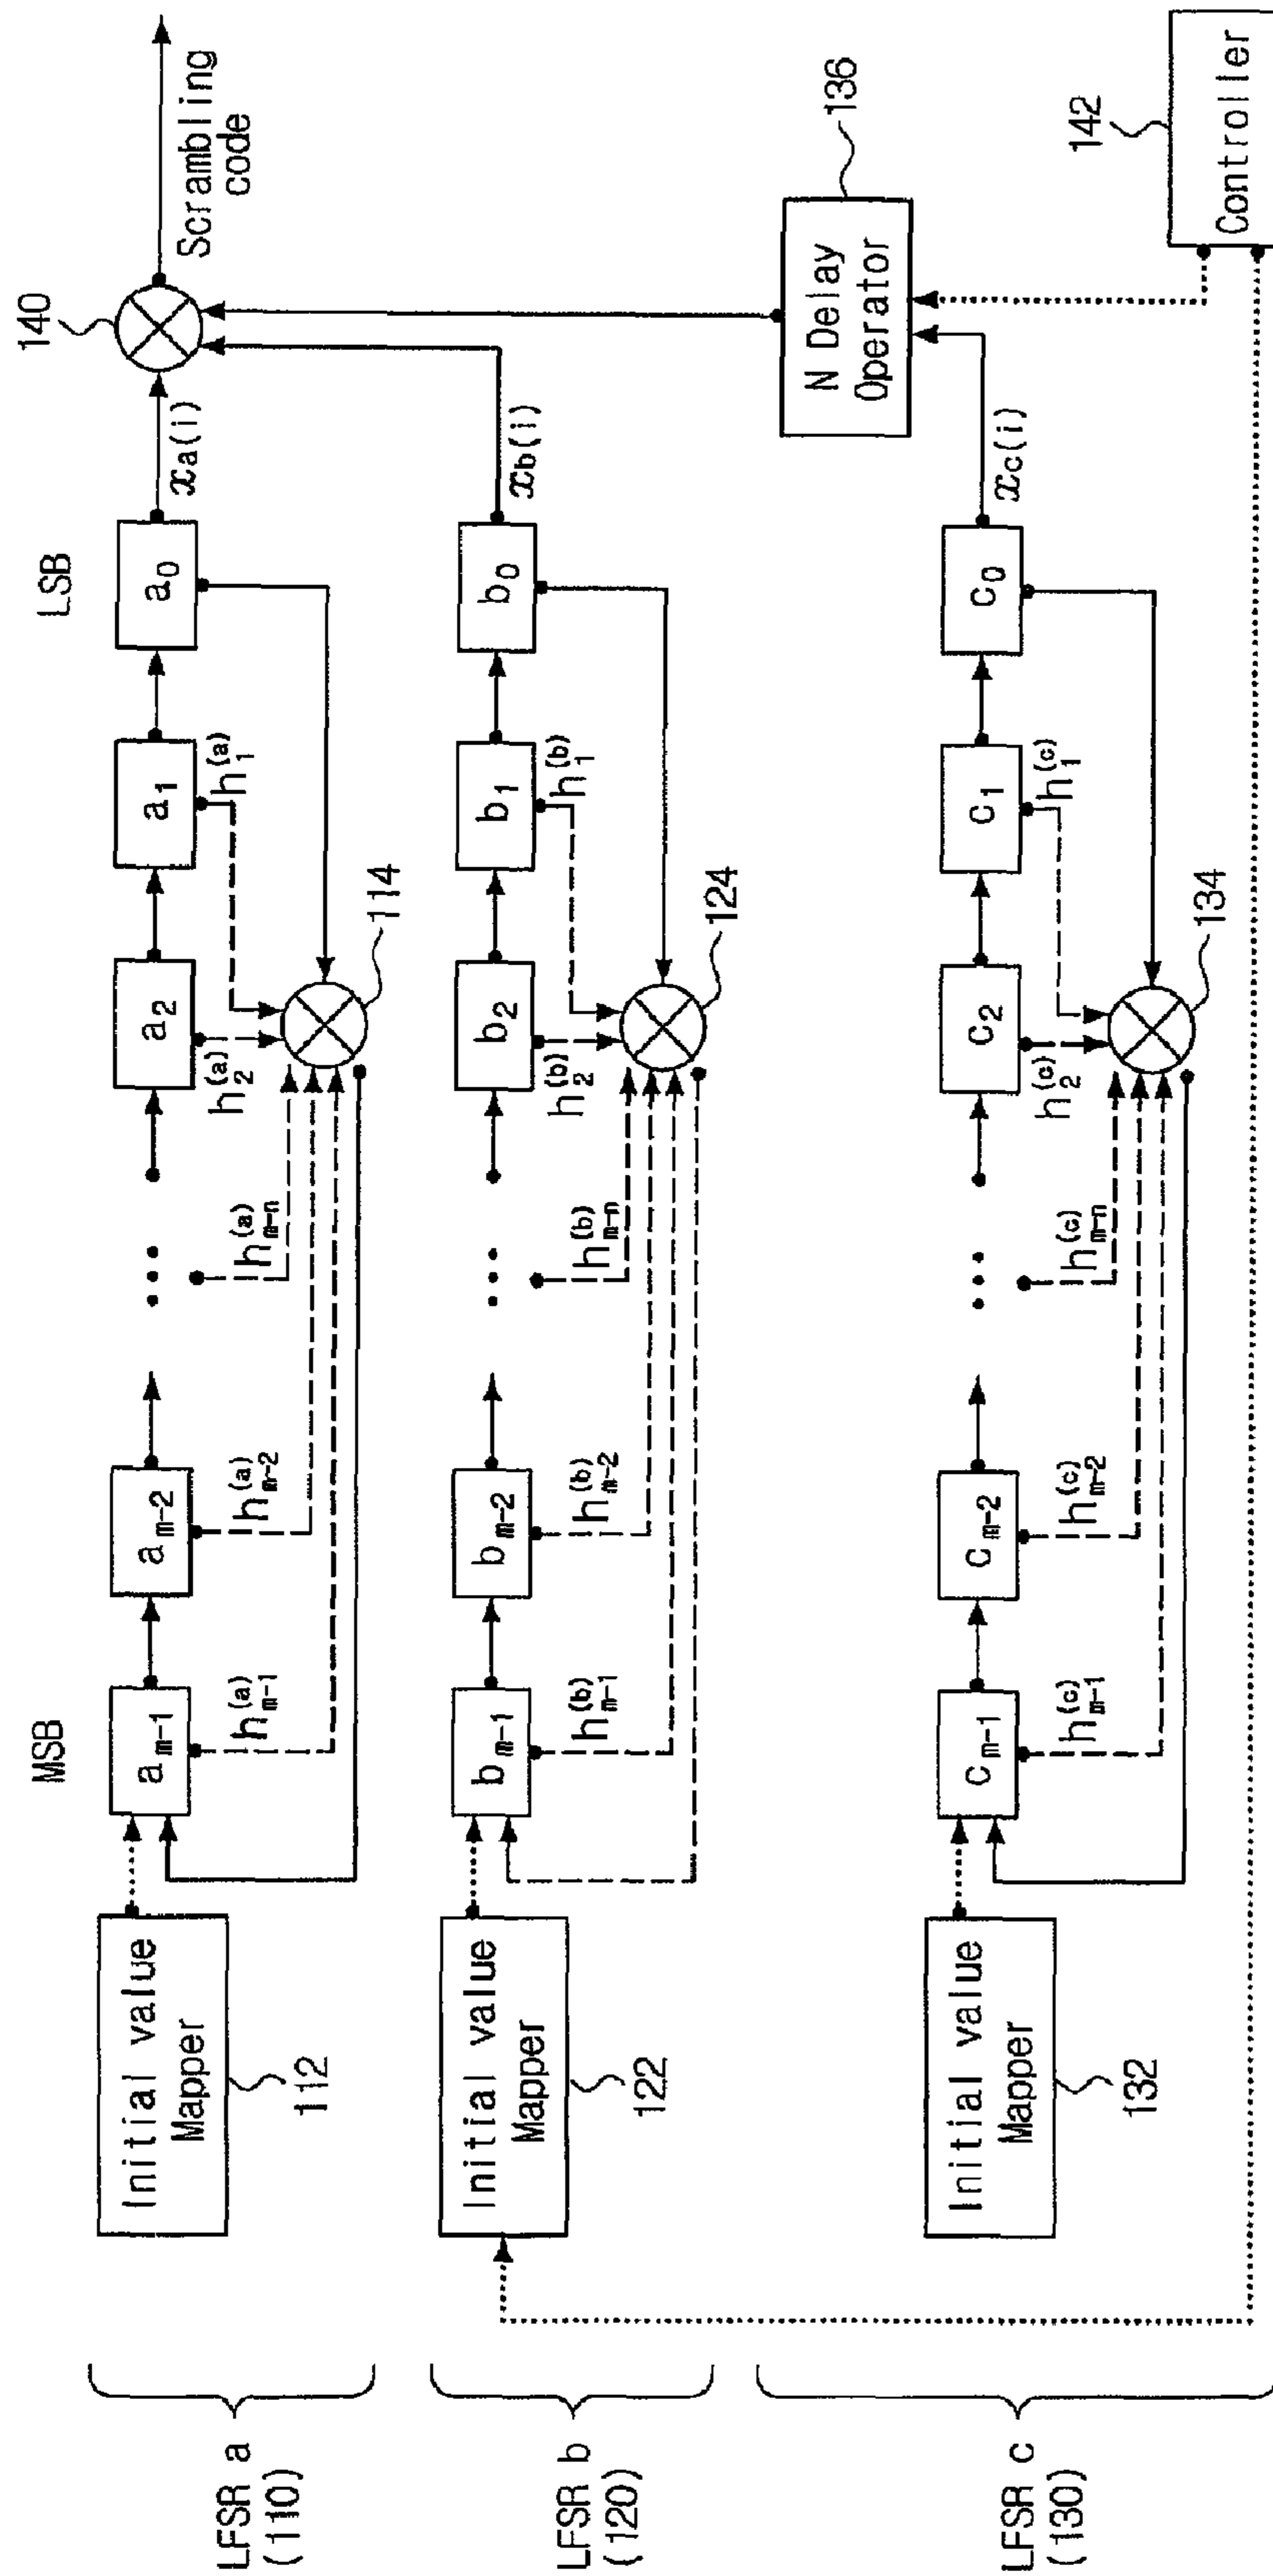 MSB
LSB
LFSR a
(110)
Initial value
Mapper
112
a_{m-1}
a_{m-2}
...
a_2
a_1
a_0
h_{m-1}^{(a)}
h_{m-2}^{(a)}
h_{m-n}^{(a)}
h_2^{(a)}
h_1^{(a)}
114
x_a(i)
140
Scrambling
code
LFSR b
(120)
Initial value
Mapper
122
b_{m-1}
b_{m-2}
...
b_2
b_1
b_0
h_{m-1}^{(b)}
h_{m-2}^{(b)}
h_{m-n}^{(b)}
h_2^{(b)}
h_1^{(b)}
124
x_b(i)
LFSR c
(130)
Initial value
Mapper
132
c_{m-1}
c_{m-2}
...
c_2
c_1
c_0
h_{m-1}^{(c)}
h_{m-2}^{(c)}
h_{m-n}^{(c)}
h_2^{(c)}
h_1^{(c)}
134
x_c(i)
N Delay
Operator
136
142
Controller